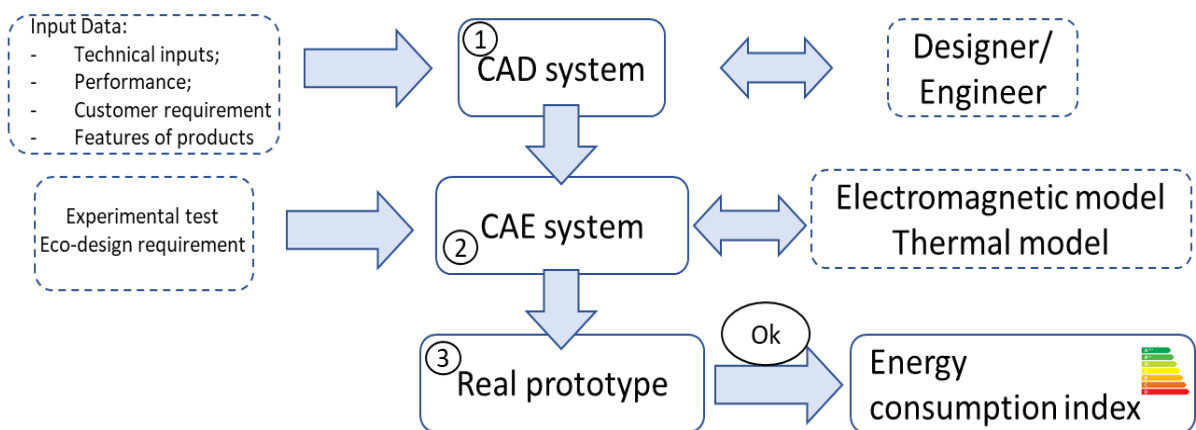 Input Data:
- Technical inputs;
- Performance;
- Customer requirement
- Features of products
1
CAD system
Designer/
Engineer
Experimental test
Eco-design requirement
CAE system
2
Electromagnetic model
Thermal model
3
Real prototype
Ok
Energy
consumption index